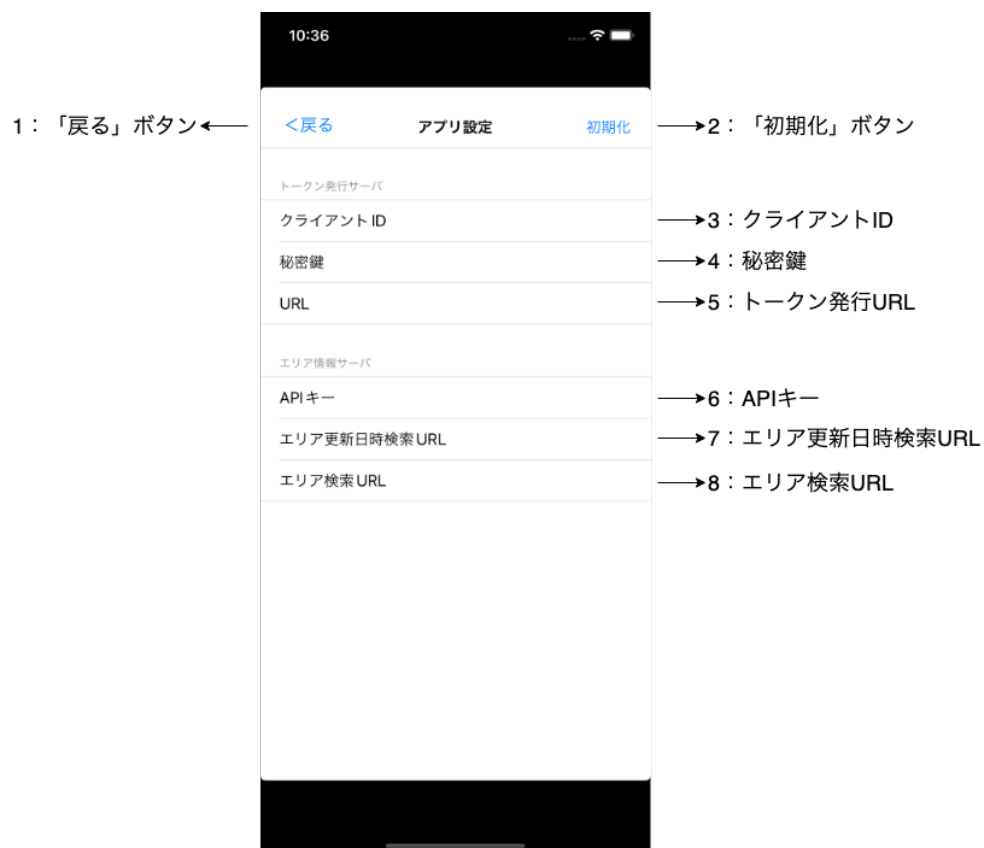 10:36
1：「戻る」ボタン
<戻る
アプリ設定
初期化
2：「初期化」ボタン
トークン発行サーバ
クライアントID
3：クライアントID
秘密鍵
4：秘密鍵
URL
5：トークン発行URL
エリア情報サーバ
APIキー
6：APIキー
エリア更新日時検索URL
7：エリア更新日時検索URL
エリア検索URL
8：エリア検索URL